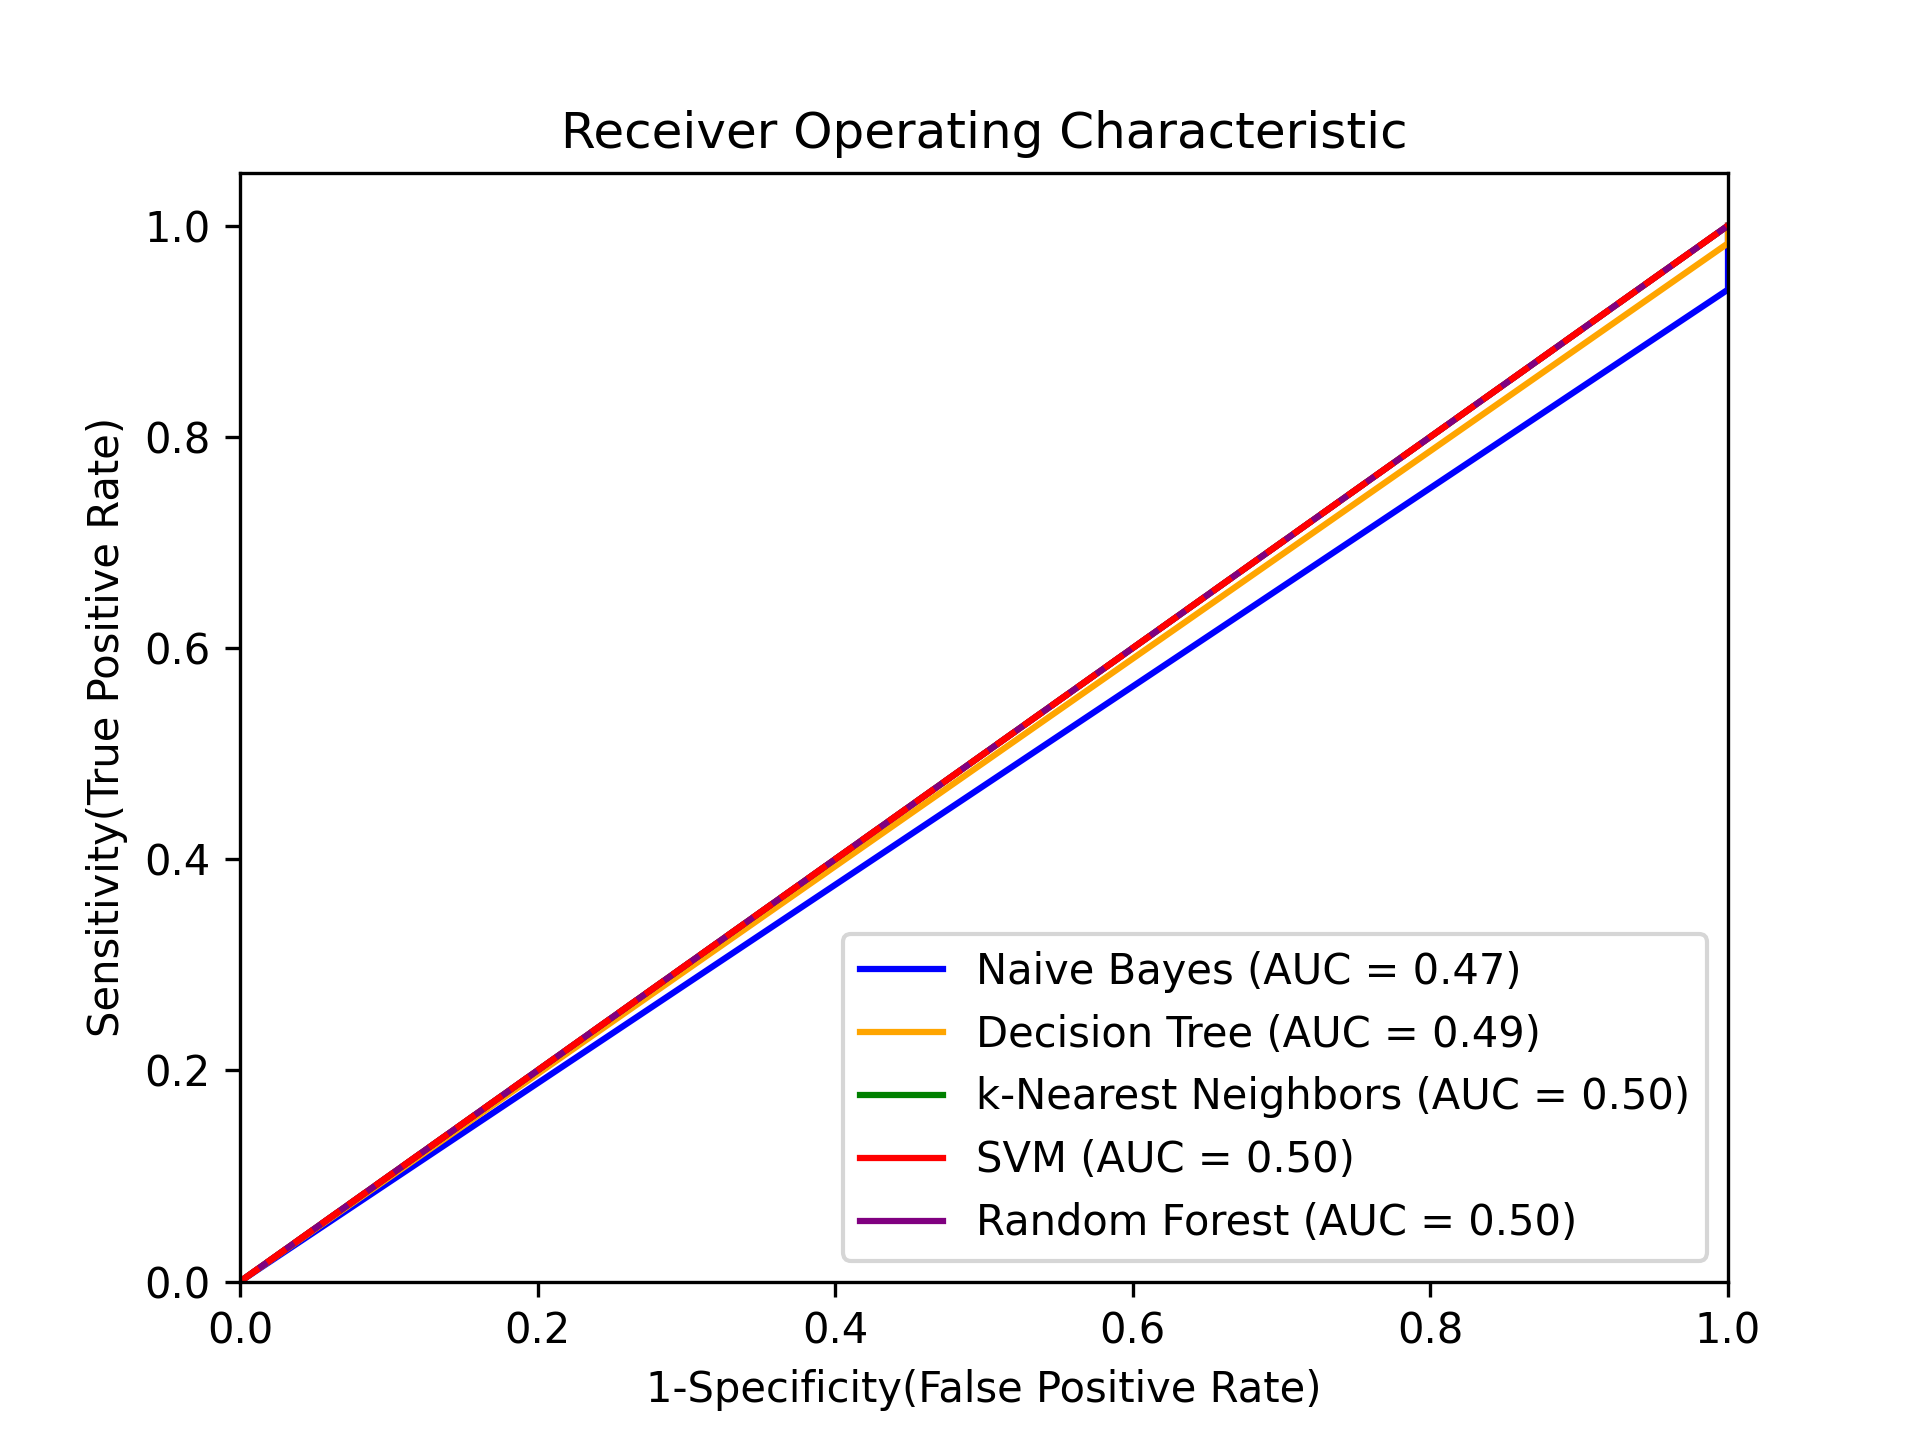 Receiver Operating Characteristic
1.0
0.8
0.6
0.4
0.2
0.0
Sensitivity(True Positive Rate)
Naive Bayes (AUC = 0.47)
Decision Tree (AUC = 0.49)
k-Nearest Neighbors (AUC = 0.50)
SVM (AUC = 0.50)
Random Forest (AUC = 0.50)
0.0 0.2 0.4 0.6 0.8 1.0
1-Specificity(False Positive Rate)